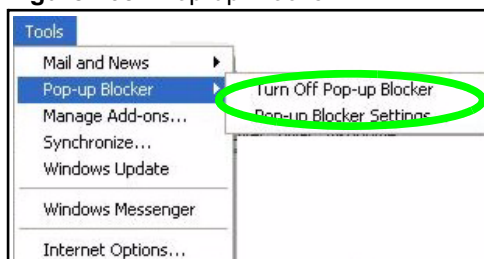 Tools
Mail and News
Pop-up Blocker
Turn Off Pop-up Blocker
Manage Add-ons...
Pop-up Blocker Settings
Synchronize...
Windows Update
Windows Messenger
Internet Options...